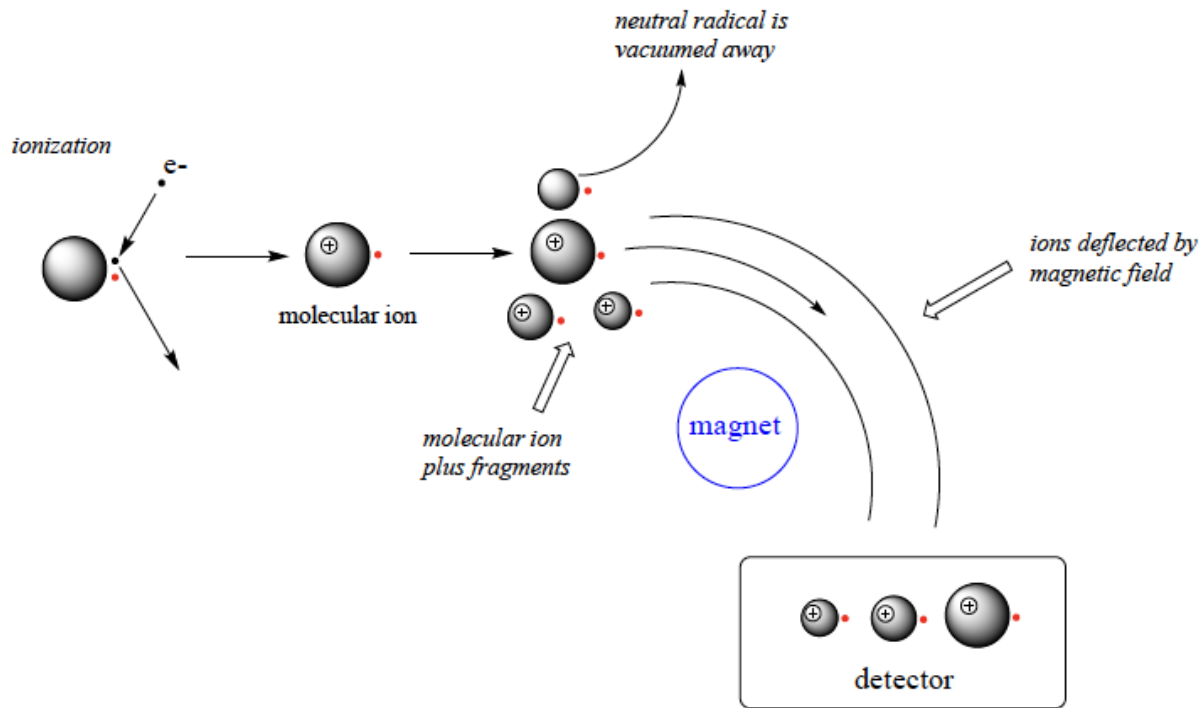 neutral radical is
vacuumed away
ionization
e-
molecular ion
ions deflected by
magnetic field
magnet
molecular ion
plus fragments
detector